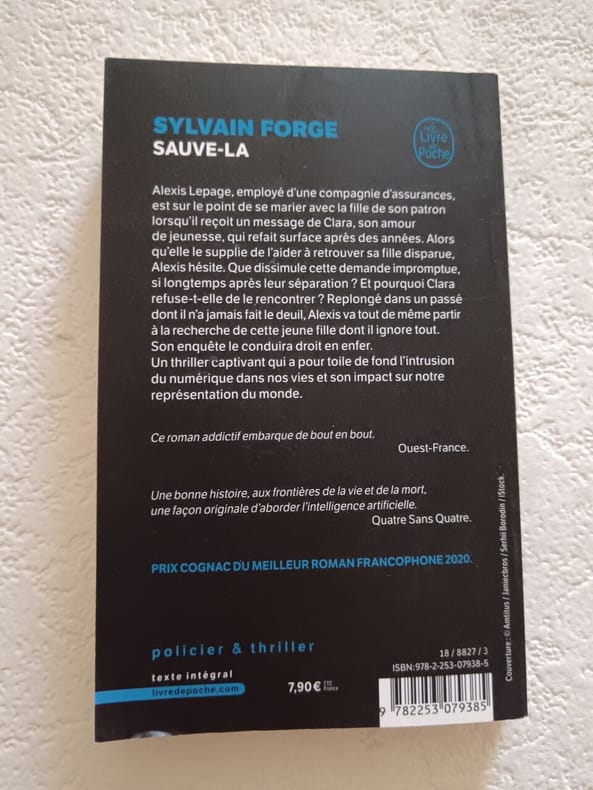 SYLVAIN FORGE
SAUVE-LA
Le
Livre
de
Poche
Alexis Lepage, employé d'une compagnie d'assurances,
est sur le point de se marier avec la fille de son patron
lorsqu'il reçoit un message de Clara, son amour
de jeunesse, qui refait surface après des années. Alors
qu'elle le supplie de l'aider à retrouver sa fille disparue,
Alexis hésite. Que dissimule cette demande impromptue,
si longtemps après leur séparation ? Et pourquoi Clara
refuse-t-elle de le rencontrer ? Replongé dans un passé
dont il n'a jamais fait le deuil, Alexis va tout de même partir
à la recherche de cette jeune fille dont il ignore tout.
Son enquête le conduira droit en enfer.
Un thriller captivant qui a pour toile de fond l'intrusion
du numérique dans nos vies et son impact sur notre
représentation du monde.
Ce roman addictif embarque de bout en bout.
Ouest-France.
Une bonne histoire, aux frontières de la vie et de la mort,
une façon originale d'aborder l'intelligence artificielle.
Quatre Sans Quatre.
PRIX COGNAC DU MEILLEUR ROMAN FRANCOPHONE 2020.
policier & thriller
texte intégral
livredepoche.com
7,90 € TTC
France
18 / 8827 / 3
ISBN: 978-2-253-07938-5
9 782253 079385
Couverture : © Amtitus / Janiecbros / Serhii Borodin / iStock.